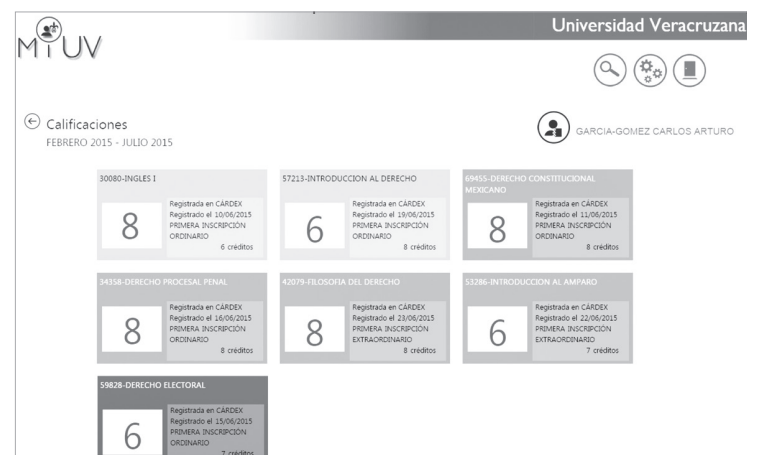 Universidad Veracruzana
MiUV
Calificaciones
FEBRERO 2015 - JULIO 2015
GARCIA-GOMEZ CARLOS ARTURO
30080-INGLES I
8
Registrada en CÁRDEX
Registrado el 10/06/2015
PRIMERA INSCRIPCIÓN
ORDINARIO
6 créditos
57213-INTRODUCCION AL DERECHO
6
Registrada en CÁRDEX
Registrado el 19/06/2015
PRIMERA INSCRIPCIÓN
ORDINARIO
8 créditos
69455-DERECHO CONSTITUCIONAL
MEXICANO
8
Registrada en CÁRDEX
Registrado el 11/06/2015
PRIMERA INSCRIPCIÓN
ORDINARIO
8 créditos
34358-DERECHO PROCESAL PENAL
8
Registrada en CÁRDEX
Registrado el 16/06/2015
PRIMERA INSCRIPCIÓN
ORDINARIO
8 créditos
42079-FILOSOFIA DEL DERECHO
8
Registrada en CÁRDEX
Registrado el 23/06/2015
PRIMERA INSCRIPCIÓN
EXTRAORDINARIO
8 créditos
53286-INTRODUCCION AL AMPARO
6
Registrada en CÁRDEX
Registrado el 22/06/2015
PRIMERA INSCRIPCIÓN
EXTRAORDINARIO
7 créditos
59828-DERECHO ELECTORAL
6
Registrada en CÁRDEX
Registrado el 15/06/2015
PRIMERA INSCRIPCIÓN
ORDINARIO
7 créditos